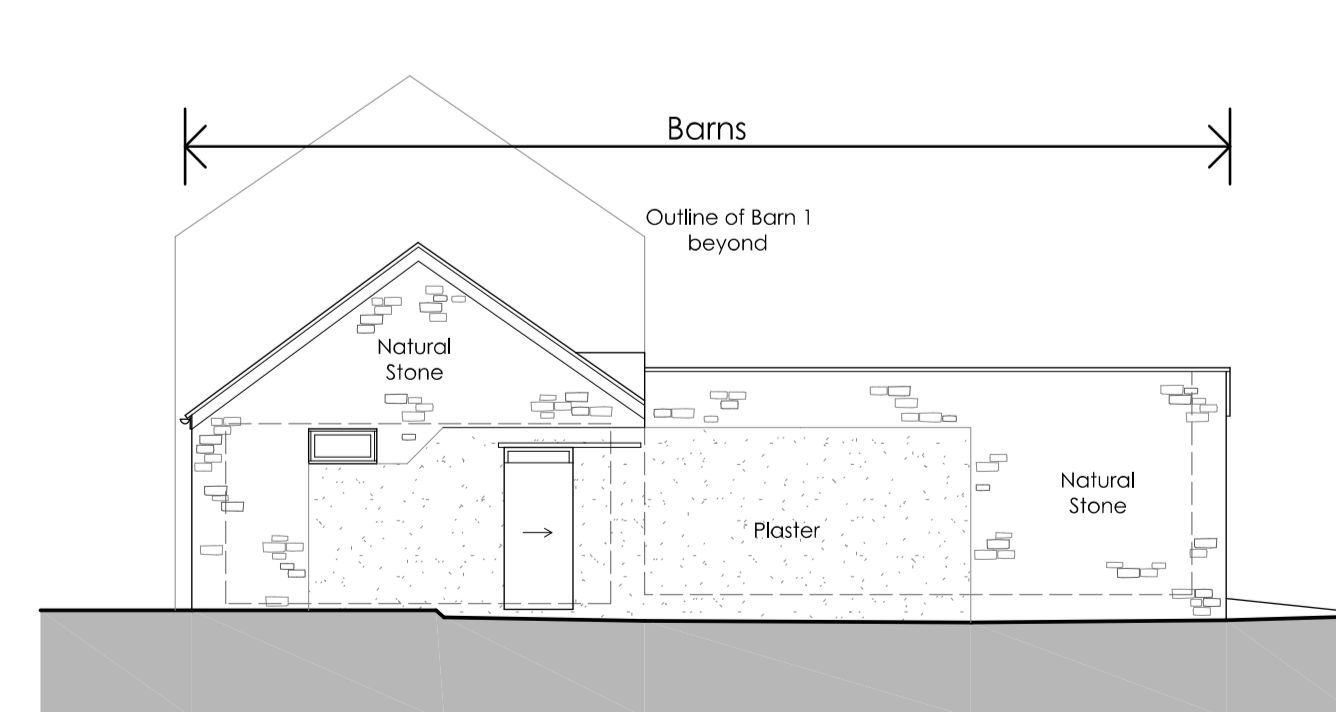 Barns
Outline of Barn 1
beyond
Natural
Stone
Natural
Stone
Plaster